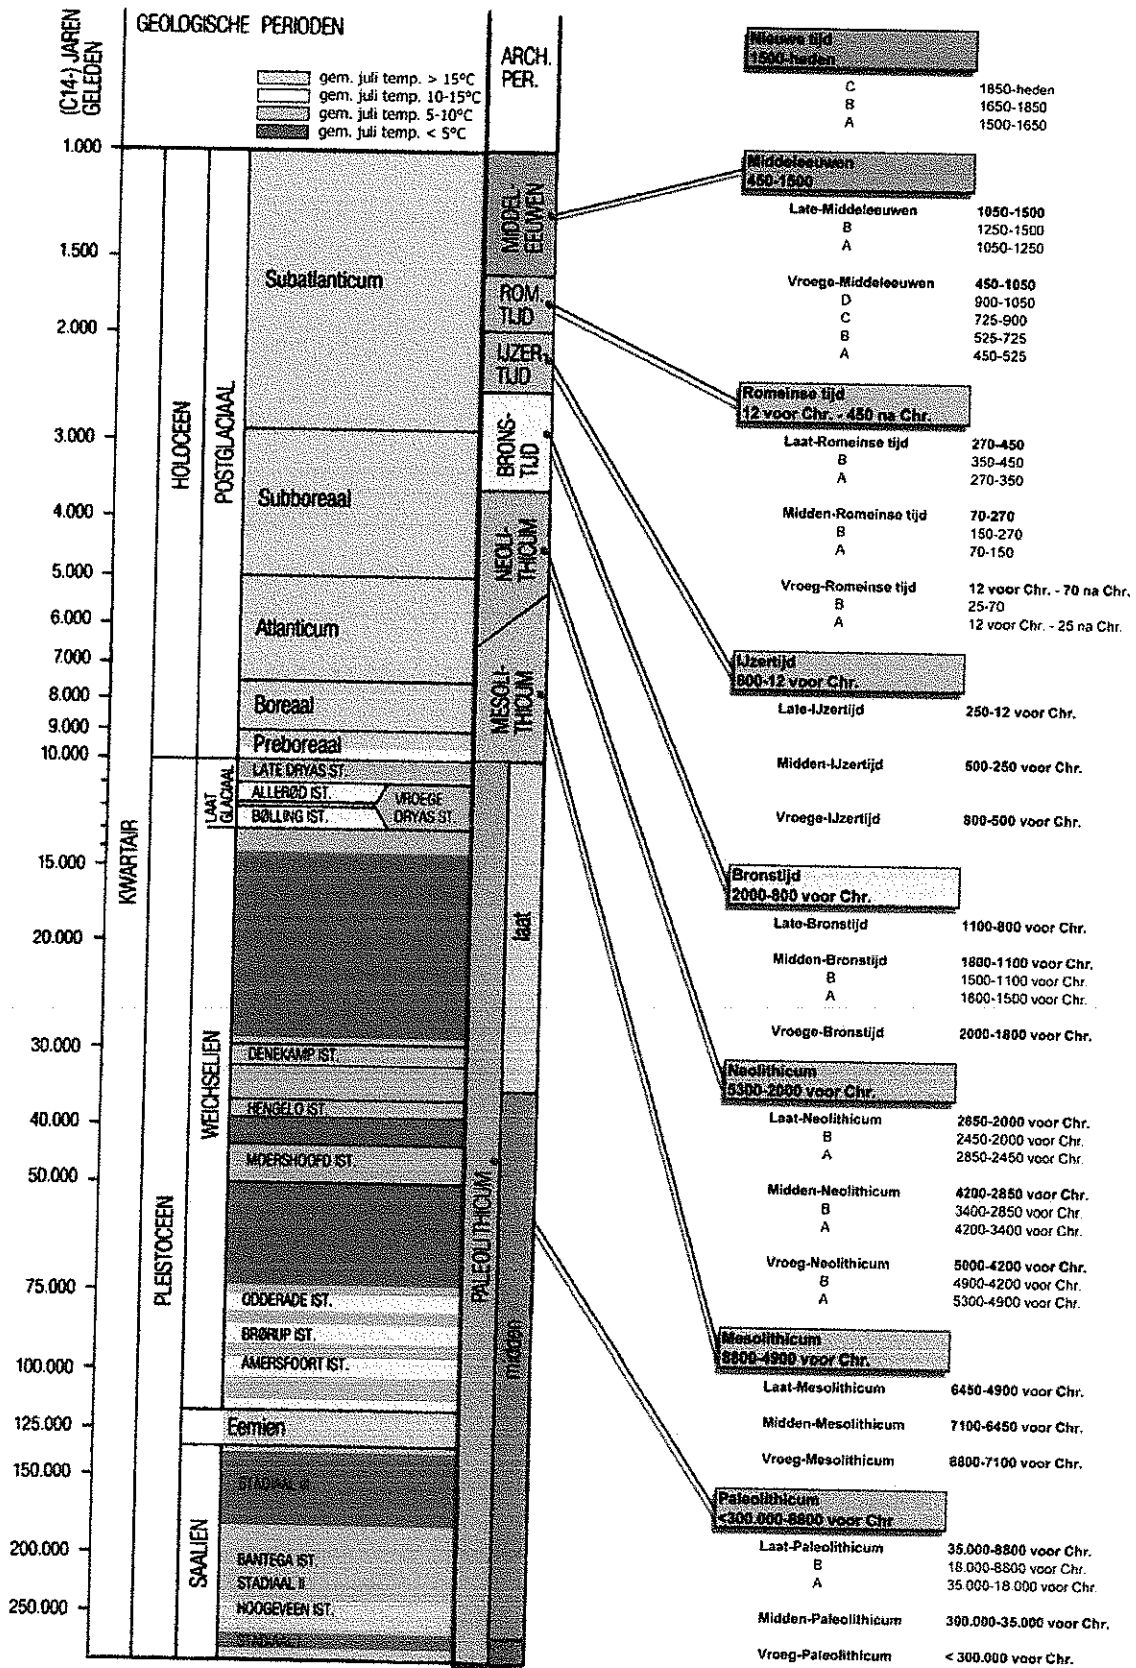 (C14-) JAREN
GELEDEN
GEOLOGISCHE PERIODEN
gem. juli temp. > 15°C
gem. juli temp. 10-15°C
gem. juli temp. 5-10°C
gem. juli temp. < 5°C
ARCH.
PER.
1.000
1.500
2.000
3.000
4.000
5.000
6.000
7.000
8.000
9.000
10.000
15.000
20.000
30.000
40.000
50.000
75.000
100.000
125.000
150.000
200.000
250.000
KWARTAIR
HOLOCEEN
PLEISTOCEEN
POSTGLACIAAL
LAAT
GLACIAAL
WEICHSELIEN
SAALIEN
Subatlanticum
Subboreaal
Atlanticum
Boreaal
Preboreaal
LATE DRYAS ST.
ALLERØD IST.
VROEGE
DRYAS ST.
BØLLING IST.
DENEKAMP IST.
HENGELO IST.
MOERSHOOFD IST.
ODDERADE IST.
BRØRUP IST.
AMERSFOORT IST.
Eemien
STADIAAL III
BANTEGA IST.
STADIAAL II
HOOGEVEEN IST.
STADIAAL I
MIDDEL-
EEUWEN
ROM.
TIJD
IJZER-
TIJD
BRONS-
TIJD
NEOLI-
THICUM
MESOLI-
THICUM
PALEOLITHICUM
laat
midden
Nieuwe tijd
1500-heden
C 1850-heden
B 1650-1850
A 1500-1650
Middeleeuwen
450-1500
Late-Middeleeuwen 1050-1500
B 1250-1500
A 1050-1250
Vroege-Middeleeuwen 450-1050
D 900-1050
C 725-900
B 525-725
A 450-525
Romeinse tijd
12 voor Chr. - 450 na Chr.
Laat-Romeinse tijd 270-450
B 350-450
A 270-350
Midden-Romeinse tijd 70-270
B 150-270
A 70-150
Vroeg-Romeinse tijd 12 voor Chr. - 70 na Chr.
B 25-70
A 12 voor Chr. - 25 na Chr.
IJzertijd
800-12 voor Chr.
Late-IJzertijd 250-12 voor Chr.
Midden-IJzertijd 500-250 voor Chr.
Vroege-IJzertijd 800-500 voor Chr.
Bronstijd
2000-800 voor Chr.
Late-Bronstijd 1100-800 voor Chr.
Midden-Bronstijd 1800-1100 voor Chr.
B 1500-1100 voor Chr.
A 1800-1500 voor Chr.
Vroege-Bronstijd 2000-1800 voor Chr.
Neolithicum
5300-2000 voor Chr.
Laat-Neolithicum 2850-2000 voor Chr.
B 2450-2000 voor Chr.
A 2850-2450 voor Chr.
Midden-Neolithicum 4200-2850 voor Chr.
B 3400-2850 voor Chr.
A 4200-3400 voor Chr.
Vroeg-Neolithicum 5000-4200 voor Chr.
B 4900-4200 voor Chr.
A 5300-4900 voor Chr.
Mesolithicum
8800-4900 voor Chr.
Laat-Mesolithicum 6450-4900 voor Chr.
Midden-Mesolithicum 7100-6450 voor Chr.
Vroeg-Mesolithicum 8800-7100 voor Chr.
Paleolithicum
<300.000-8800 voor Chr
Laat-Paleolithicum 35.000-8800 voor Chr.
B 18.000-8800 voor Chr.
A 35.000-18.000 voor Chr.
Midden-Paleolithicum 300.000-35.000 voor Chr.
Vroeg-Paleolithicum < 300.000 voor Chr.